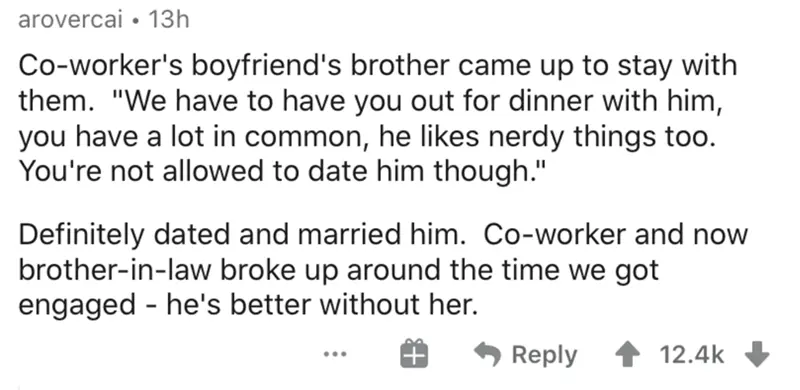 arovercai • 13h
Co-worker's boyfriend's brother came up to stay with
them.  "We have to have you out for dinner with him,
you have a lot in common, he likes nerdy things too.
You're not allowed to date him though."
Definitely dated and married him.  Co-worker and now
brother-in-law broke up around the time we got
engaged - he's better without her.
... Reply 12.4k